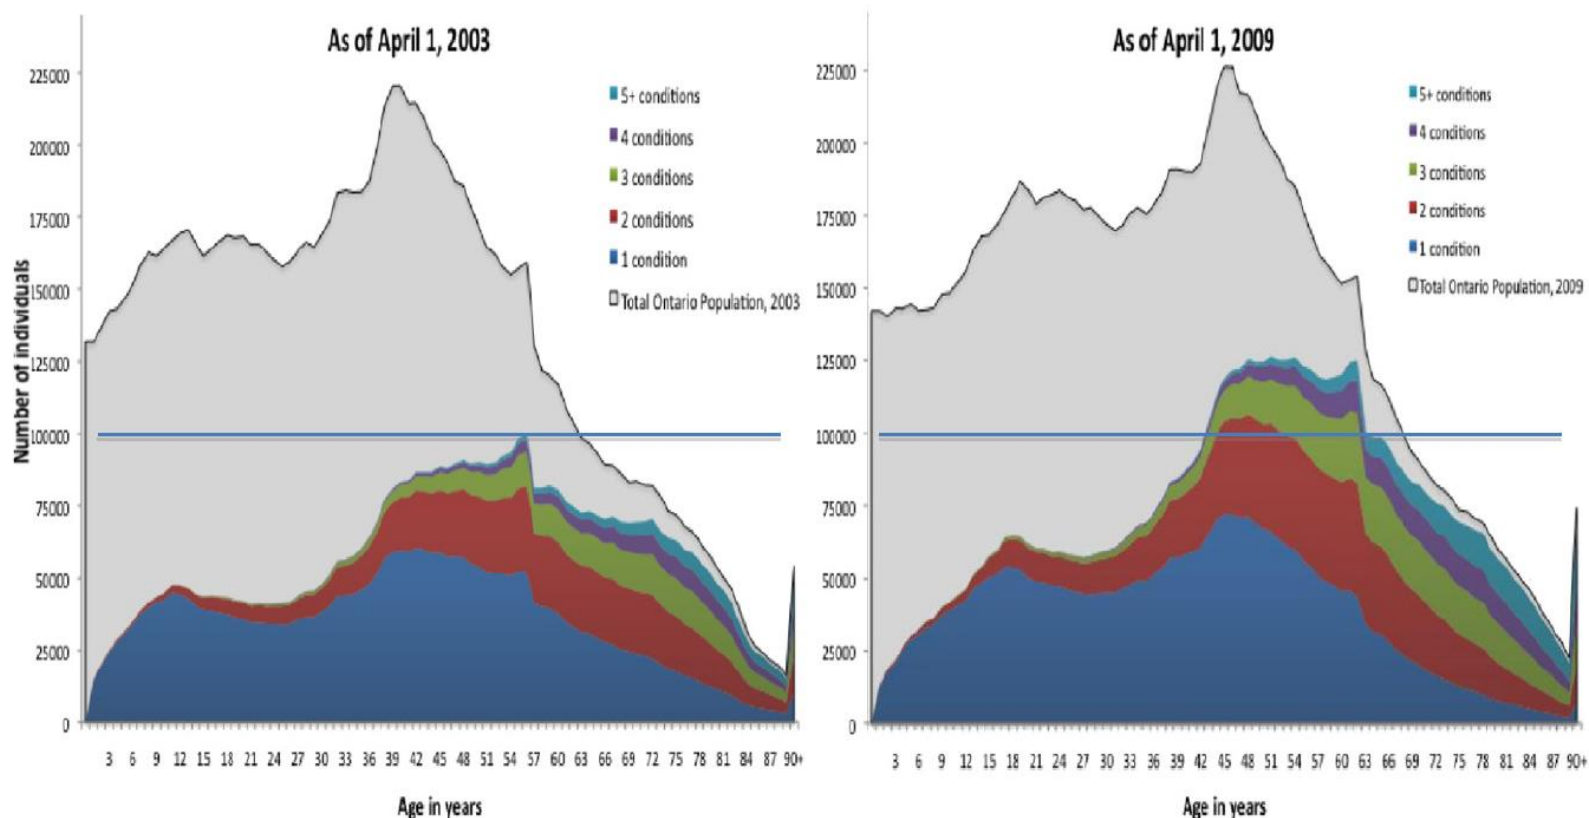 As of April 1, 2003
Number of individuals
225000
200000
175000
150000
125000
100000
75000
50000
25000
0
5+ conditions
4 conditions
3 conditions
2 conditions
1 condition
Total Ontario Population, 2003
3 6 9 12 15 18 21 24 27 30 33 36 39 42 45 48 51 54 57 60 63 66 69 72 75 78 81 84 87 90+
Age in years
As of April 1, 2009
225000
200000
175000
150000
125000
100000
75000
50000
25000
0
5+ conditions
4 conditions
3 conditions
2 conditions
1 condition
Total Ontario Population, 2009
3 6 9 12 15 18 21 24 27 30 33 36 39 42 45 48 51 54 57 60 63 66 69 72 75 78 81 84 87 90+
Age in years